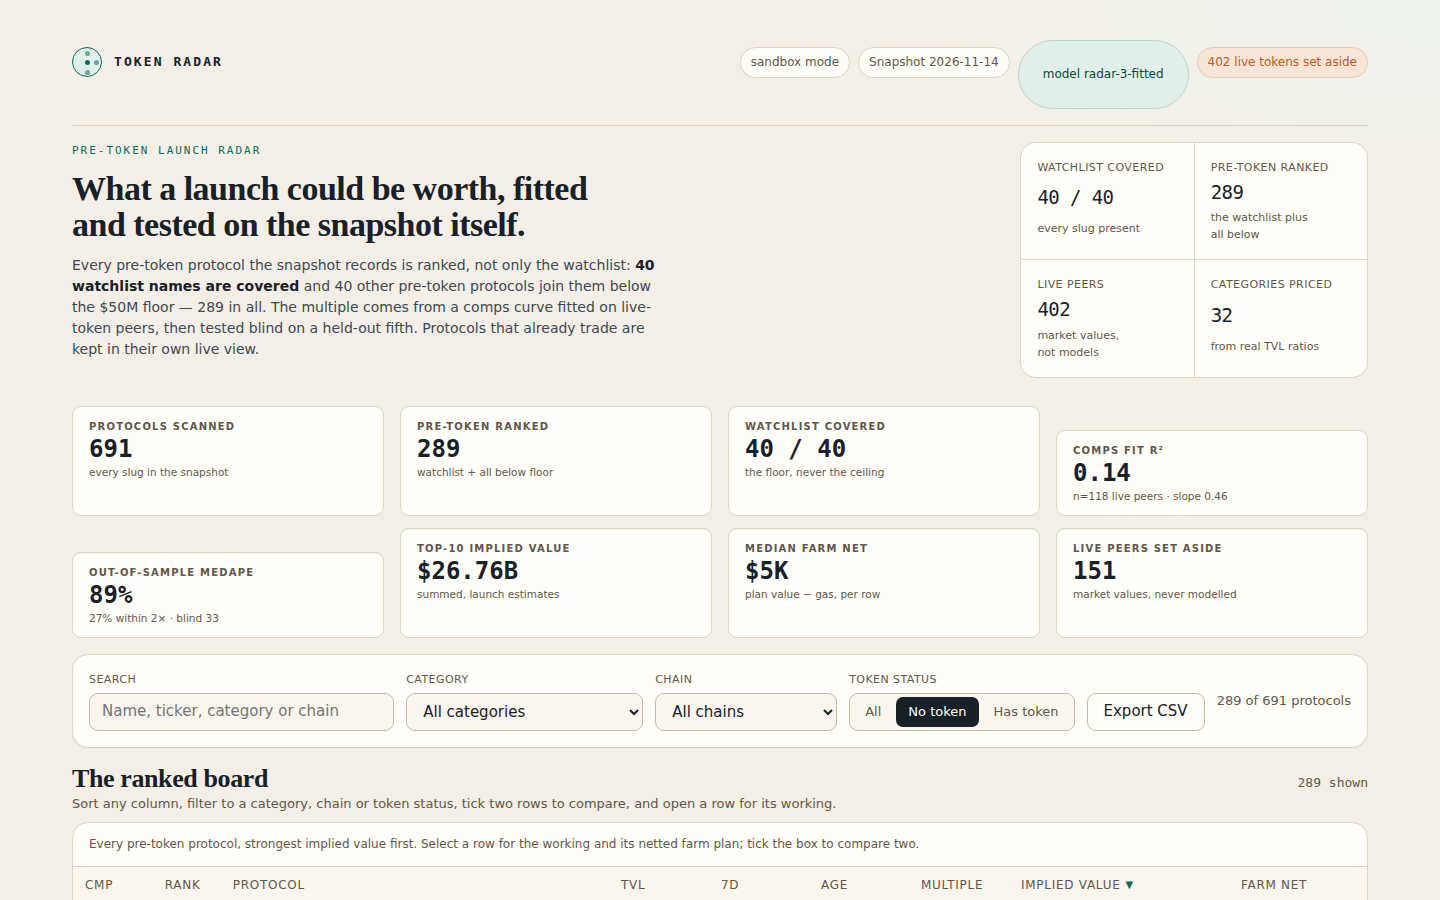 TOKEN RADAR
sandbox mode
Snapshot 2026-11-14
model radar-3-fitted
402 live tokens set aside
PRE-TOKEN LAUNCH RADAR
What a launch could be worth, fitted
and tested on the snapshot itself.
Every pre-token protocol the snapshot records is ranked, not only the watchlist: 40
watchlist names are covered and 40 other pre-token protocols join them below
the $50M floor — 289 in all. The multiple comes from a comps curve fitted on live-
token peers, then tested blind on a held-out fifth. Protocols that already trade are
kept in their own live view.
WATCHLIST COVERED
40 / 40
every slug present
PRE-TOKEN RANKED
289
the watchlist plus
all below
LIVE PEERS
402
market values,
not models
CATEGORIES PRICED
32
from real TVL ratios
PROTOCOLS SCANNED
691
every slug in the snapshot
PRE-TOKEN RANKED
289
watchlist + all below floor
WATCHLIST COVERED
40 / 40
the floor, never the ceiling
COMPS FIT R²
0.14
n=118 live peers · slope 0.46
OUT-OF-SAMPLE MEDAPE
89%
27% within 2× · blind 33
TOP-10 IMPLIED VALUE
$26.76B
summed, launch estimates
MEDIAN FARM NET
$5K
plan value − gas, per row
LIVE PEERS SET ASIDE
151
market values, never modelled
SEARCH
Name, ticker, category or chain
CATEGORY
All categories
CHAIN
All chains
TOKEN STATUS
All
No token
Has token
Export CSV
289 of 691 protocols
The ranked board
289 shown
Sort any column, filter to a category, chain or token status, tick two rows to compare, and open a row for its working.
Every pre-token protocol, strongest implied value first. Select a row for the working and its netted farm plan; tick the box to compare two.
CMP RANK PROTOCOL TVL 7D AGE MULTIPLE IMPLIED VALUE ▼ FARM NET